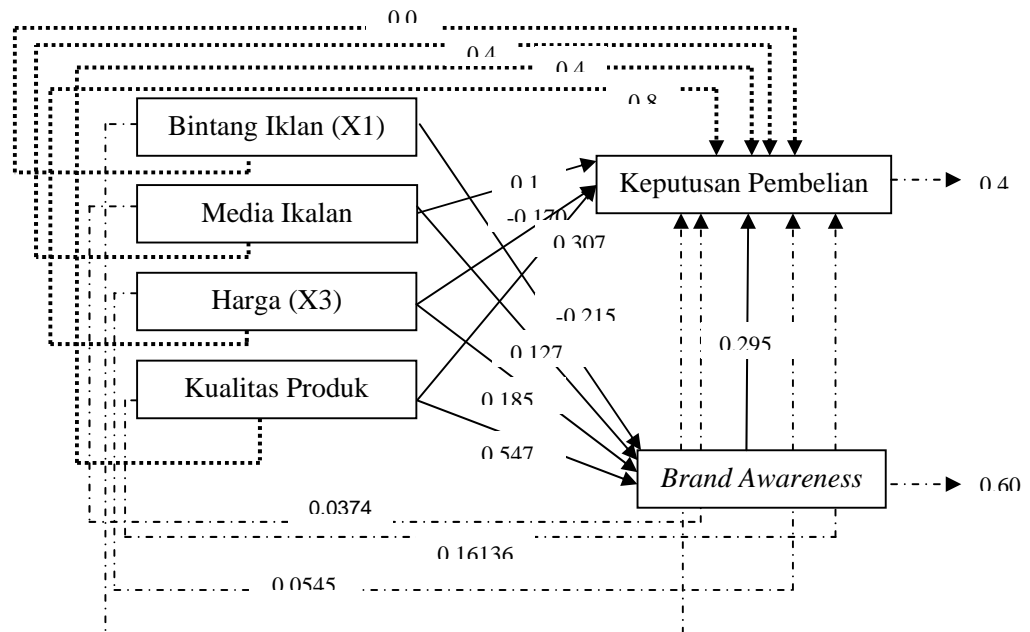 0.0
0.4
0.4
0.8
Bintang Iklan (X1)
Media Ikalan
Harga (X3)
Kualitas Produk
Keputusan Pembelian
0.4
0.1
-0.170
0.307
-0.215
0.127
0.185
0.547
0.295
Brand Awareness
0.60
0.0374
0.16136
0.0545